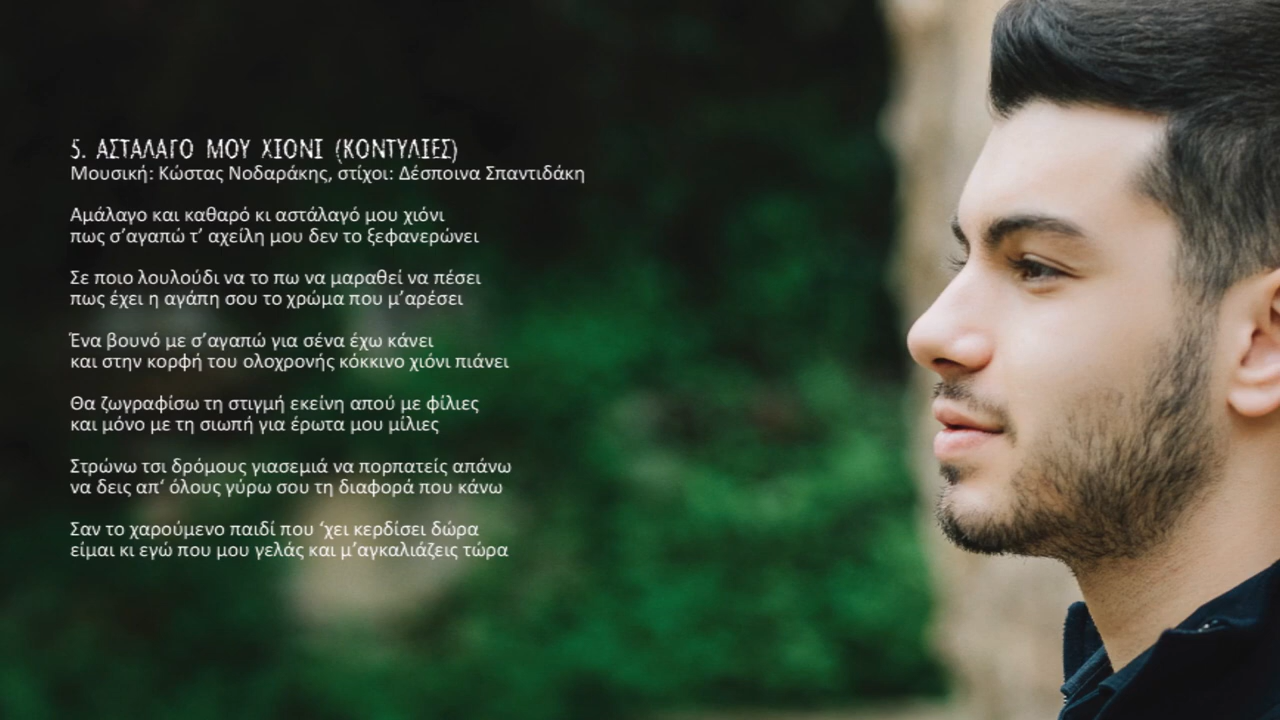 5. ΑΣΤΑΛΑΓΟ ΜΟΥ ΧΙΟΝΙ (ΚΟΝΤΥΛΙΕΣ)
Μουσική: Κώστας Νοδαράκης, στίχοι: Δέσποινα Σπαντιδάκη
Αμάλαγο και καθαρό κι αστάλαγό μου χιόνι
πως σ’αγαπώ τ’ αχείλη μου δεν το ξεφανερώνει
Σε ποιο λουλούδι να το πω να μαραθεί να πέσει
πως έχει η αγάπη σου το χρώμα που μ’αρέσει
Ένα βουνό με σ’αγαπώ για σένα έχω κάνει
και στην κορφή του ολοχρονής κόκκινο χιόνι πιάνει
Θα ζωγραφίσω τη στιγμή εκείνη απού με φίλιες
και μόνο με τη σιωπή για έρωτα μου μίλιες
Στρώνω τσι δρόμους γιασεμιά να πορπατείς απάνω
να δεις απ‘ όλους γύρω σου τη διαφορά που κάνω
Σαν το χαρούμενο παιδί που ‘χει κερδίσει δώρα
είμαι κι εγώ που μου γελάς και μ’αγκαλιάζεις τώρα